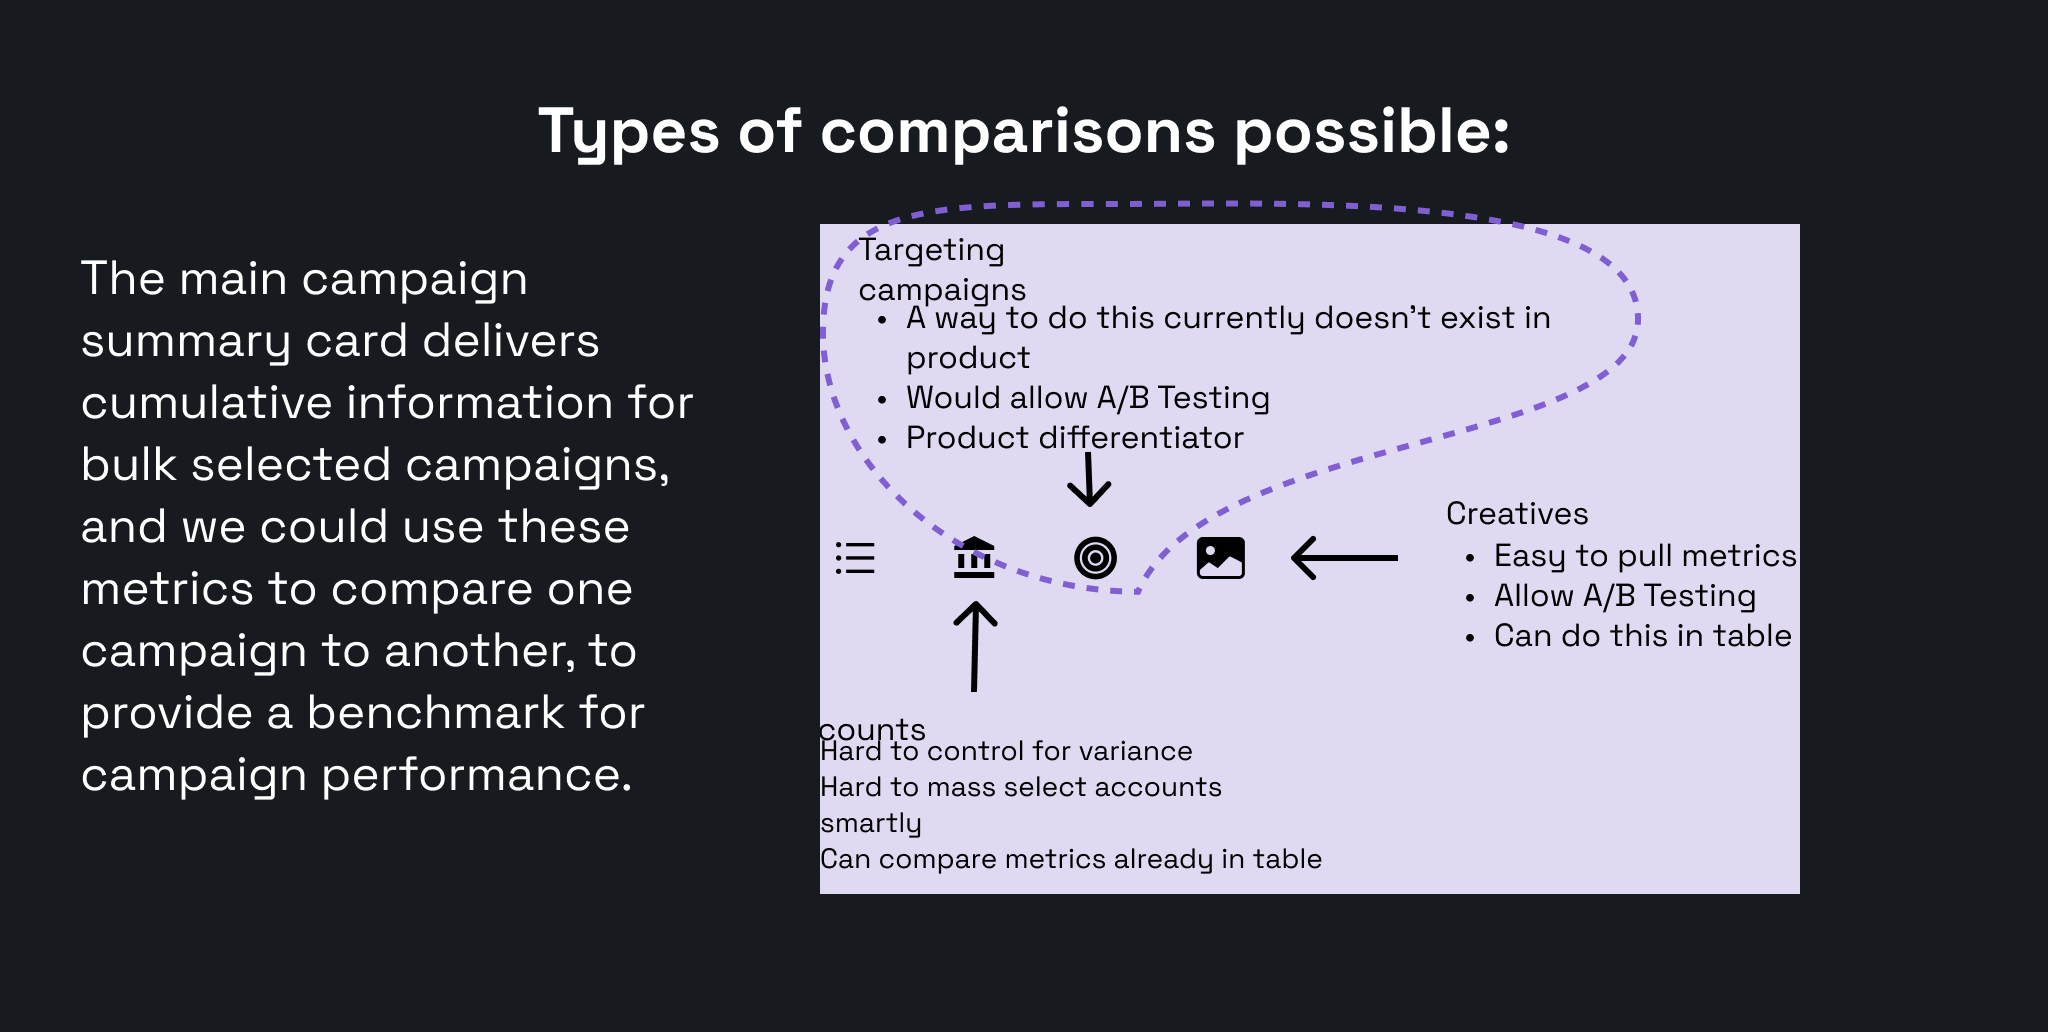 Types of comparisons possible:
The main campaign
summary card delivers
cumulative information for
bulk selected campaigns,
and we could use these
metrics to compare one
campaign to another, to
provide a benchmark for
campaign performance.
Targeting
campaigns
• A way to do this currently doesn't exist in
product
• Would allow A/B Testing
• Product differentiator
Creatives
• Easy to pull metrics
• Allow A/B Testing
• Can do this in table
counts
Hard to control for variance
Hard to mass select accounts
smartly
Can compare metrics already in table